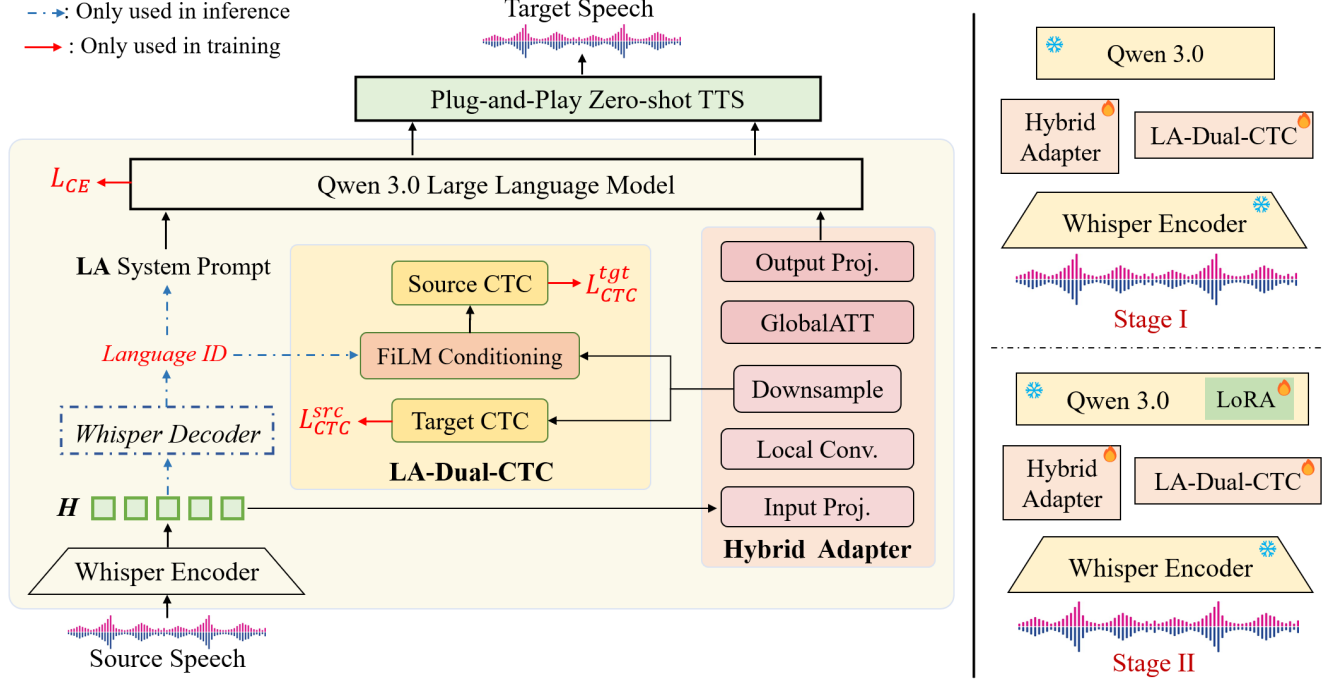 : Only used in inference
: Only used in training
Target Speech
Plug-and-Play Zero-shot TTS
L_CE
Qwen 3.0 Large Language Model
LA System Prompt
Language ID
Whisper Decoder
H
Whisper Encoder
Source Speech
Source CTC
L_CTC^tgt
FiLM Conditioning
Target CTC
L_CTC^src
LA-Dual-CTC
Output Proj.
GlobalATT
Downsample
Local Conv.
Input Proj.
Hybrid Adapter
Qwen 3.0
Hybrid
Adapter
LA-Dual-CTC
Whisper Encoder
Stage I
Qwen 3.0
LoRA
Hybrid
Adapter
LA-Dual-CTC
Whisper Encoder
Stage II